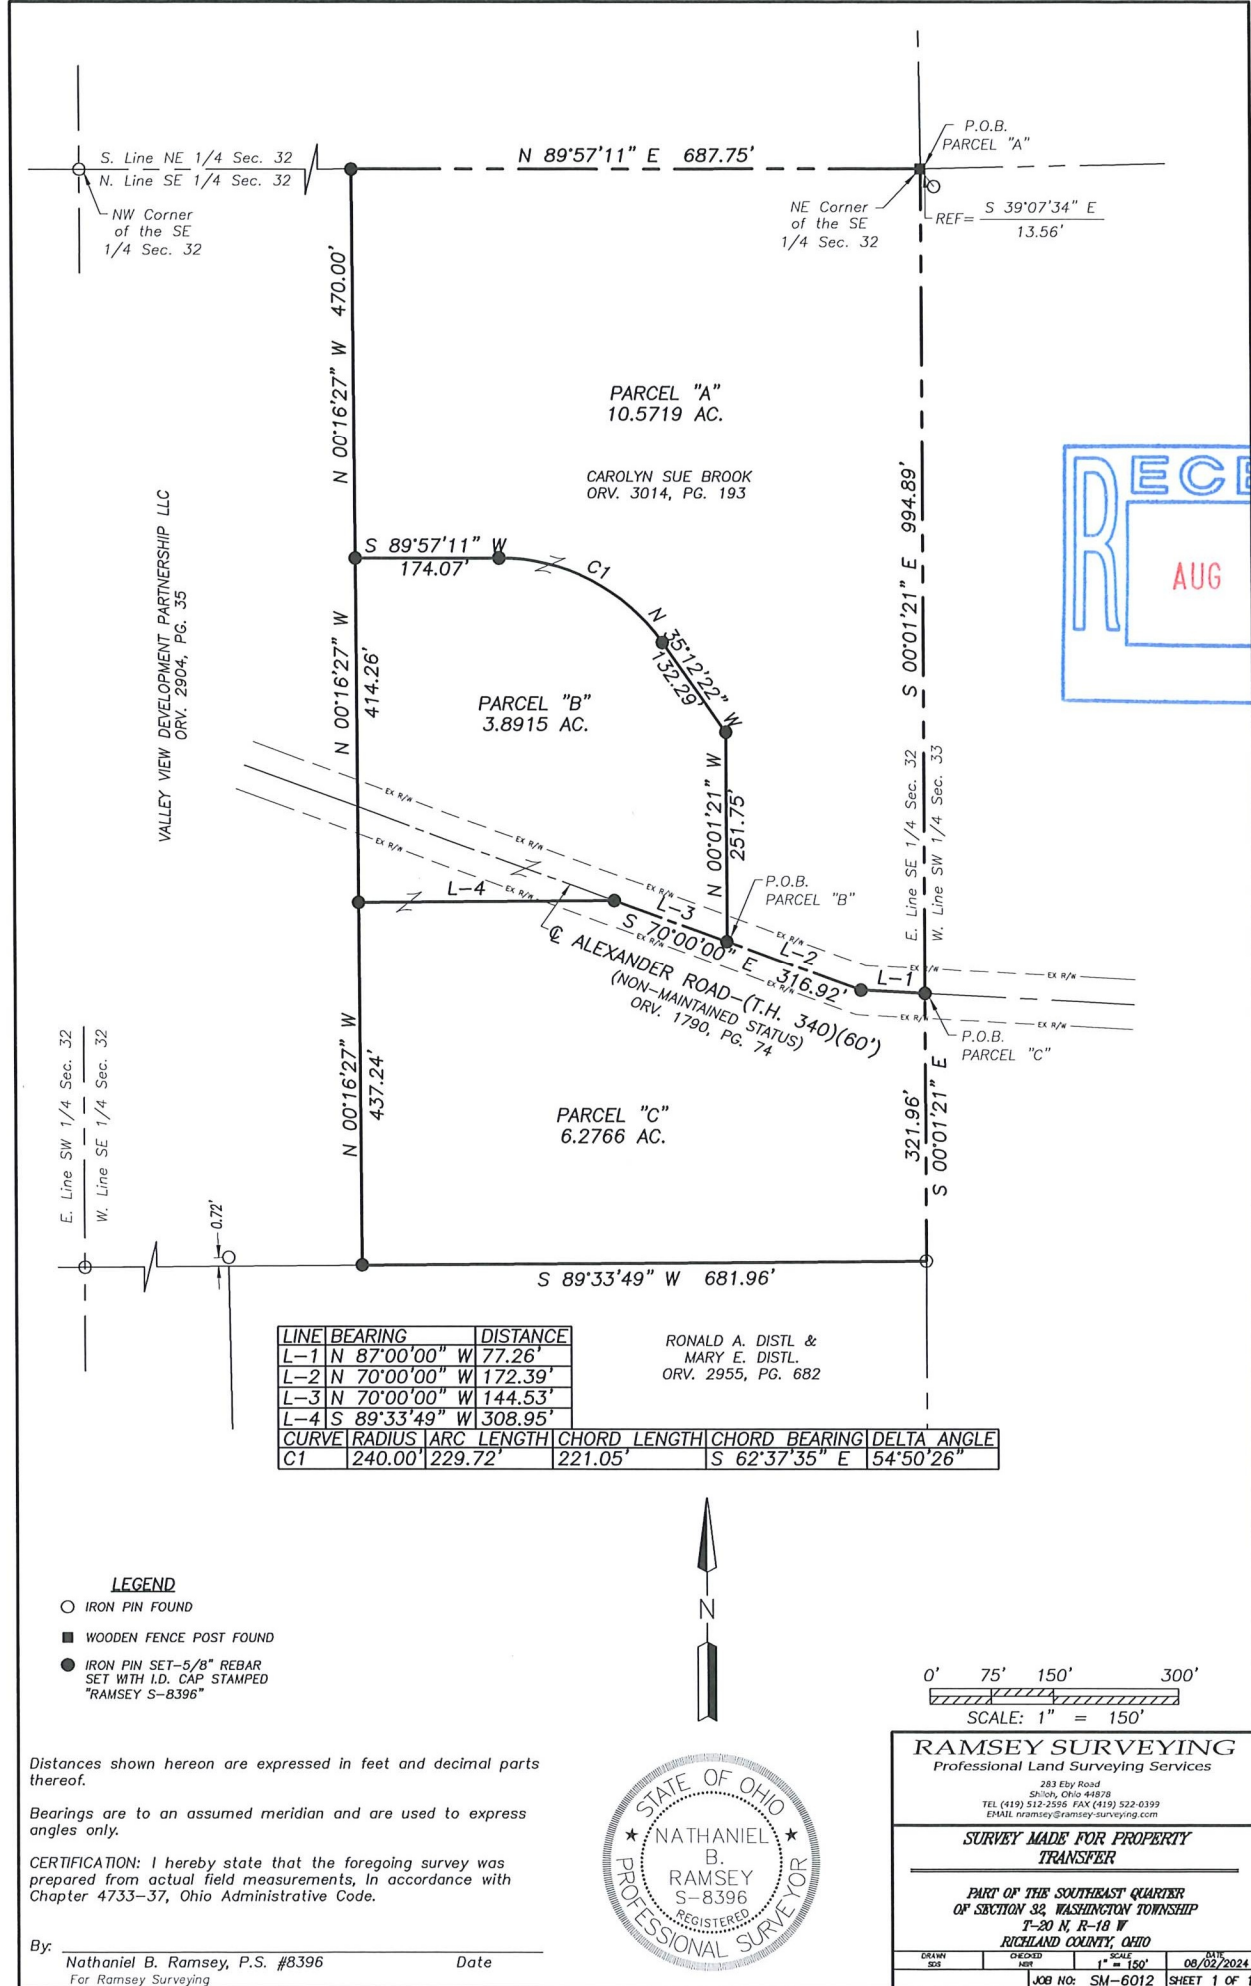 N 89°57'11" E 687.75'
P.O.B.
PARCEL "A"
S. Line NE 1/4 Sec. 32
N. Line SE 1/4 Sec. 32
NW Corner
of the SE
1/4 Sec. 32
NE Corner
of the SE
1/4 Sec. 32
REF= S 39°07'34" E
13.56'
N 00°16'27" W 470.00'
PARCEL "A"
10.5719 AC.
CAROLYN SUE BROOK
ORV. 3014, PG. 193
S 00°01'21" E 994.89'
RECE
AUG
VALLEY VIEW DEVELOPMENT PARTNERSHIP LLC
ORV. 2904, PG. 35
S 89°57'11" W
174.07'
C1
N 35°12'22" W
132.29'
N 00°16'27" W
414.26'
PARCEL "B"
3.8915 AC.
N 00°01'21" W
251.75'
E. Line SE 1/4 Sec. 32
W. Line SW 1/4 Sec. 33
EX R/W
EX R/W
EX R/W
EX R/W
EX R/W
EX R/W
EX R/W
EX R/W
EX R/W
EX R/W
EX R/W
EX R/W
L-4
L-3
P.O.B.
PARCEL "B"
L-2
L-1
S 70°00'00" E 316.92'
℄ ALEXANDER ROAD-(T.H. 340)(60')
(NON-MAINTAINED STATUS)
ORV. 1790, PG. 74
P.O.B.
PARCEL "C"
N 00°16'27" W
437.24'
PARCEL "C"
6.2766 AC.
321.96'
S 00°01'21" E
E. Line SW 1/4 Sec. 32
W. Line SE 1/4 Sec. 32
0.72'
S 89°33'49" W 681.96'
RONALD A. DISTL &
MARY E. DISTL.
ORV. 2955, PG. 682
LINE BEARING DISTANCE
L-1 N 87°00'00" W 77.26'
L-2 N 70°00'00" W 172.39'
L-3 N 70°00'00" W 144.53'
L-4 S 89°33'49" W 308.95'
CURVE RADIUS ARC LENGTH CHORD LENGTH CHORD BEARING DELTA ANGLE
C1 240.00' 229.72' 221.05' S 62°37'35" E 54°50'26"
N
LEGEND
IRON PIN FOUND
WOODEN FENCE POST FOUND
IRON PIN SET-5/8" REBAR
SET WITH I.D. CAP STAMPED
"RAMSEY S-8396"
0' 75' 150' 300'
SCALE: 1" = 150'
Distances shown hereon are expressed in feet and decimal parts
thereof.
Bearings are to an assumed meridian and are used to express
angles only.
CERTIFICATION: I hereby state that the foregoing survey was
prepared from actual field measurements, In accordance with
Chapter 4733-37, Ohio Administrative Code.
By:
Nathaniel B. Ramsey, P.S. #8396 Date
For Ramsey Surveying
STATE OF OHIO
NATHANIEL
B.
RAMSEY
S-8396
REGISTERED
PROFESSIONAL SURVEYOR
RAMSEY SURVEYING
Professional Land Surveying Services
283 Eby Road
Shiloh, Ohio 44878
TEL (419) 512-2596 FAX (419) 522-0399
EMAIL nramsey@ramsey-surveying.com
SURVEY MADE FOR PROPERTY
TRANSFER
PART OF THE SOUTHEAST QUARTER
OF SECTION 32, WASHINGTON TOWNSHIP
T-20 N, R-18 W
RICHLAND COUNTY, OHIO
DRAWN CHECKED SCALE DATE
SDS NBR 1" = 150' 08/02/2024
JOB NO: SM-6012 SHEET 1 OF